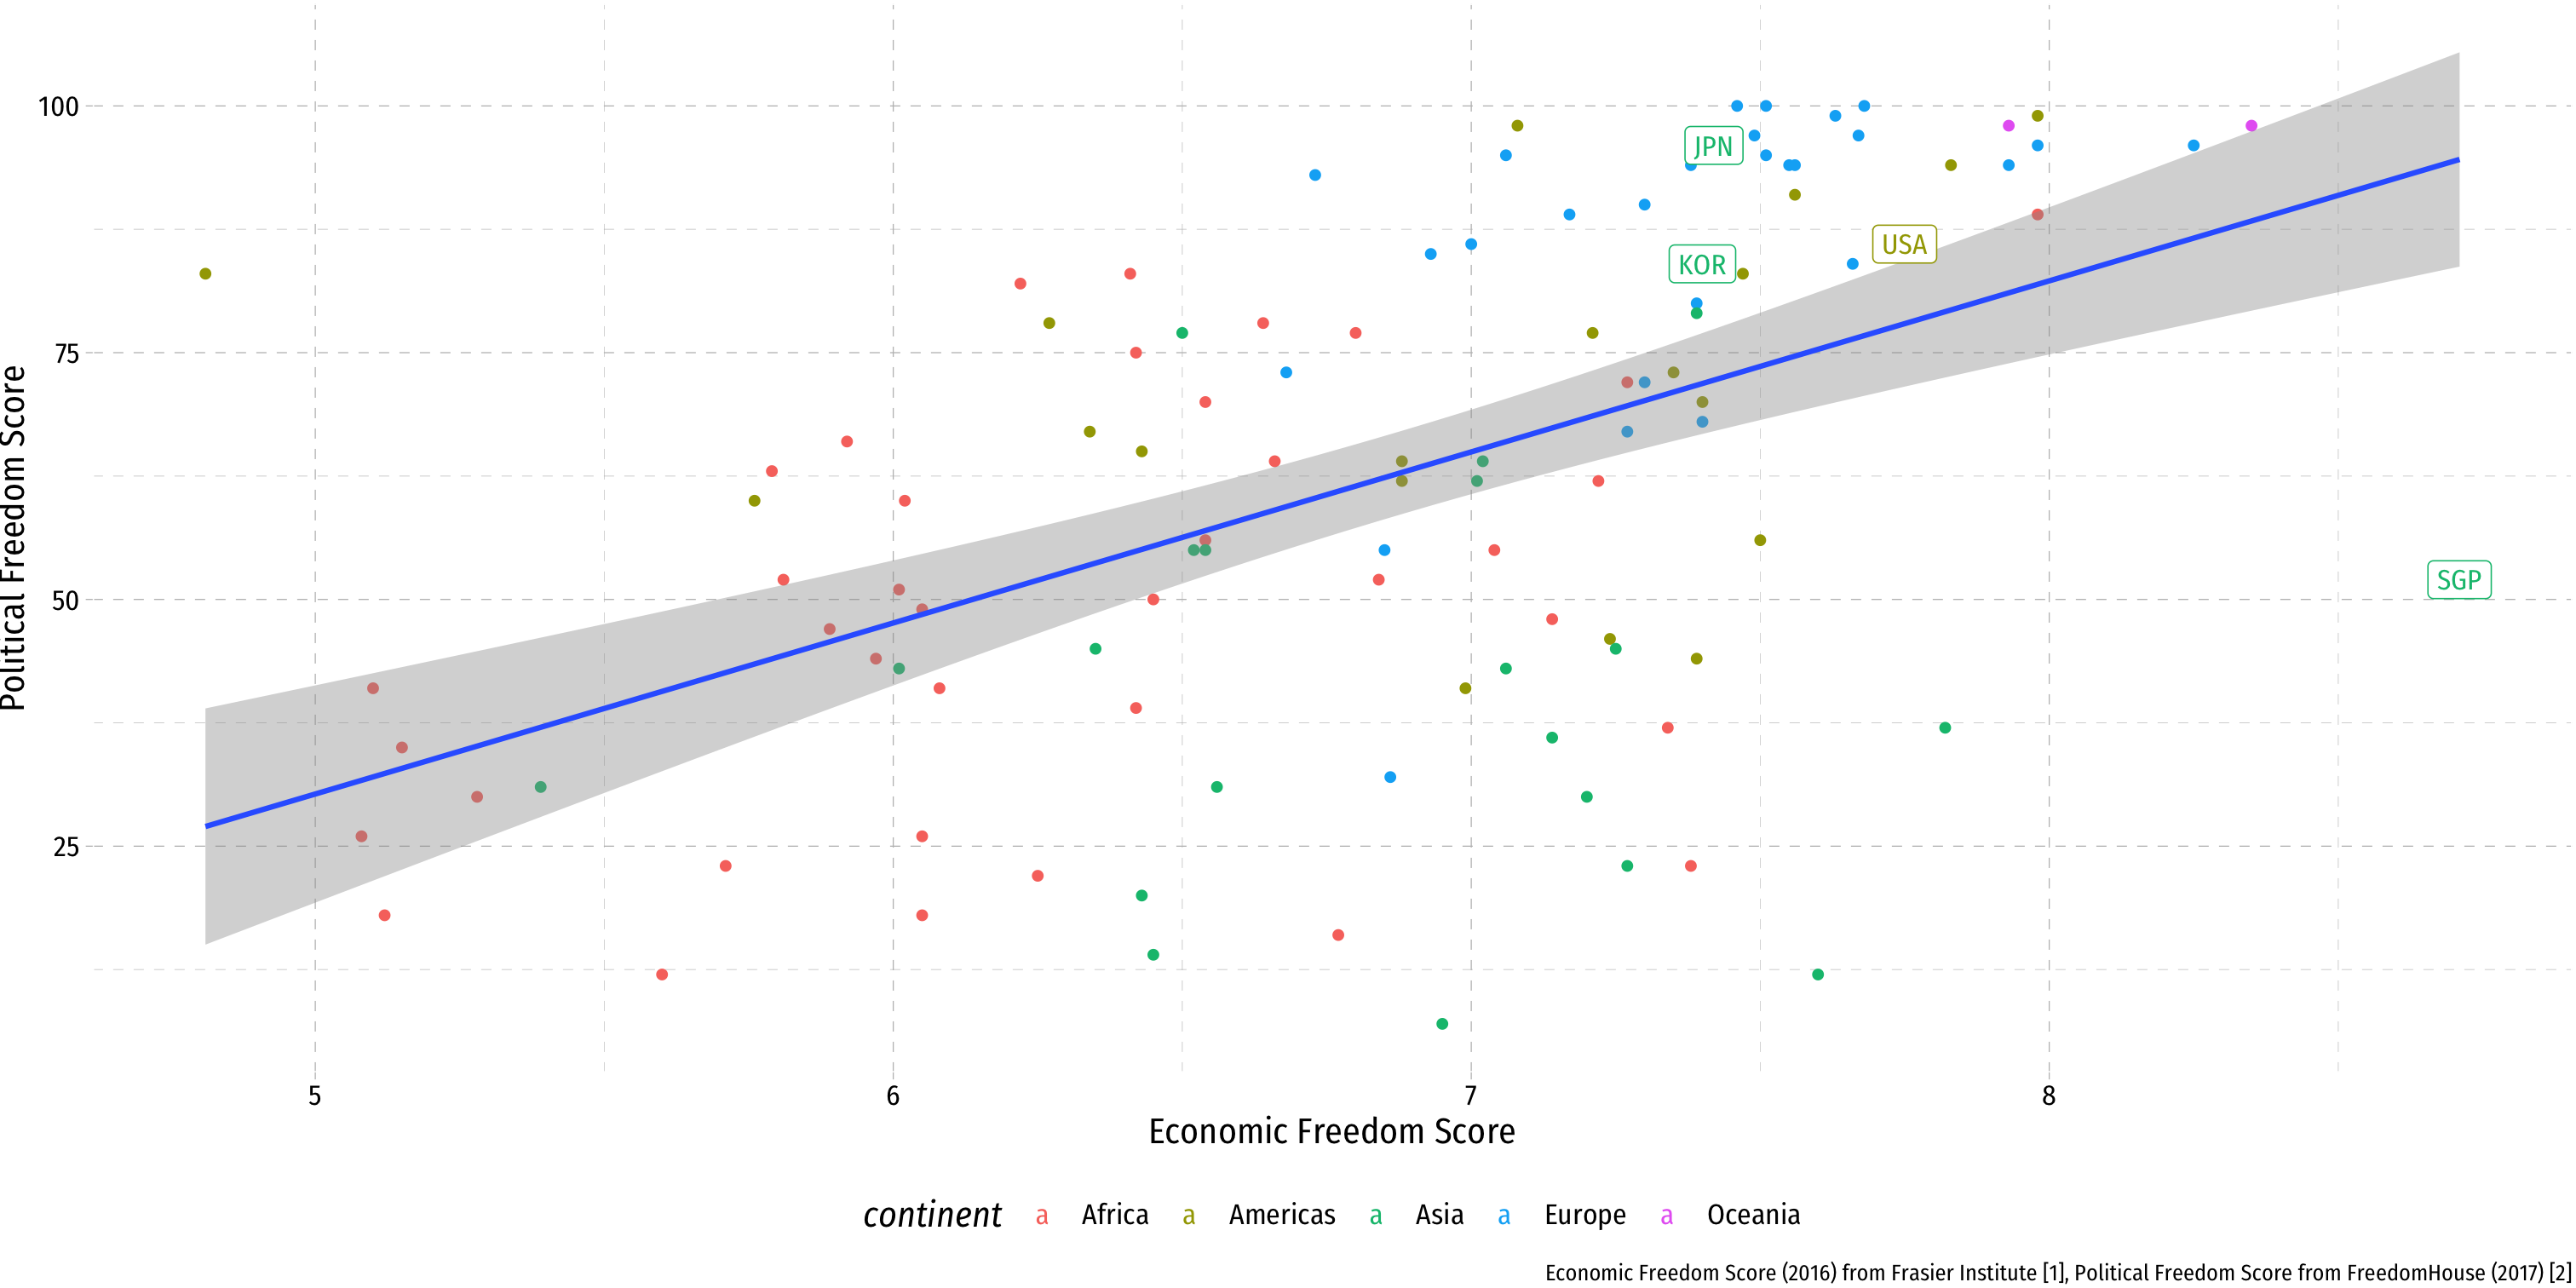 100
75
50
25
Political Freedom Score
JPN
USA
KOR
SGP
5 6 7 8
Economic Freedom Score
continent a Africa a Americas a Asia a Europe a Oceania
Economic Freedom Score (2016) from Frasier Institute [1], Political Freedom Score from FreedomHouse (2017) [2]